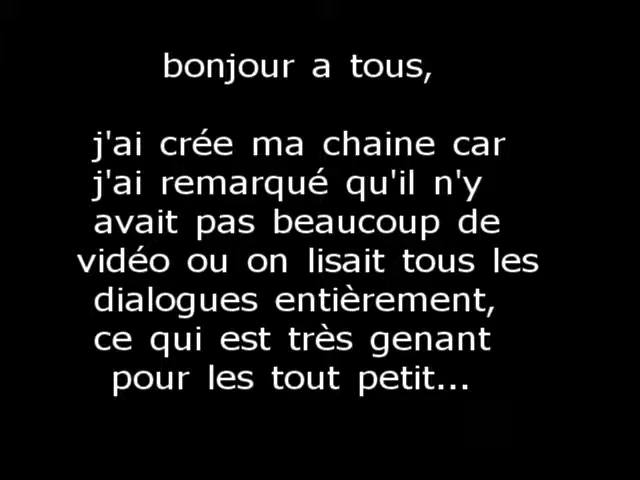 bonjour a tous,
j'ai crée ma chaine car
j'ai remarqué qu'il n'y
avait pas beaucoup de
vidéo ou on lisait tous les
dialogues entièrement,
ce qui est très genant
pour les tout petit...